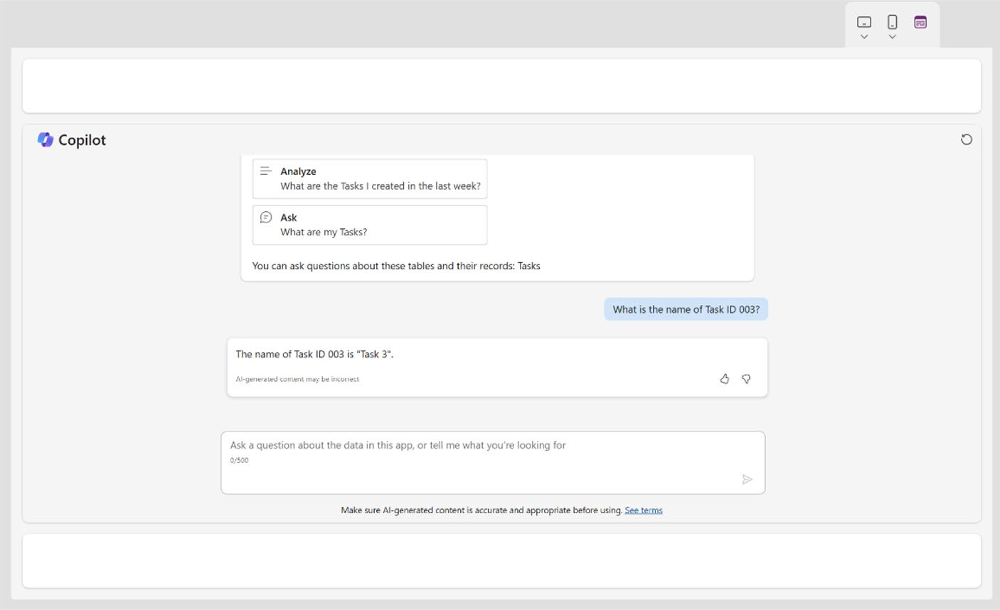 Copilot
Analyze
What are the Tasks I created in the last week?
Ask
What are my Tasks?
You can ask questions about these tables and their records: Tasks
What is the name of Task ID 003?
The name of Task ID 003 is "Task 3".
AI-generated content may be incorrect
Ask a question about the data in this app, or tell me what you're looking for
0/500
Make sure AI-generated content is accurate and appropriate before using. See terms